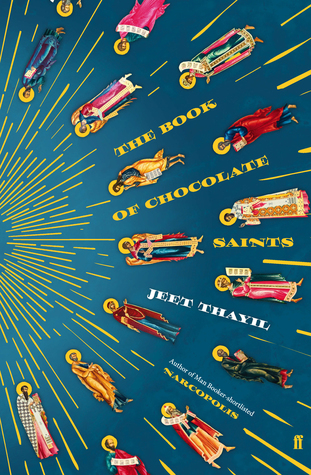 THE BOOK
OF CHOCOLATE
SAINTS
JEET THAYIL
Author of Man Booker-shortlisted
NARCOPOLIS
ff